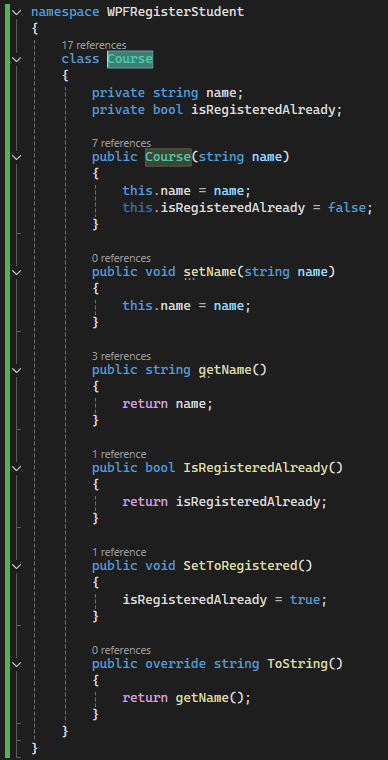 namespace WPFRegisterStudent
{
17 references
class Course
{
private string name;
private bool isRegisteredAlready;
7 references
public Course(string name)
{
this.name = name;
this.isRegisteredAlready = false;
}
0 references
public void setName(string name)
{
this.name = name;
}
3 references
public string getName()
{
return name;
}
1 reference
public bool IsRegisteredAlready()
{
return isRegisteredAlready;
}
1 reference
public void SetToRegistered()
{
isRegisteredAlready = true;
}
0 references
public override string ToString()
{
return getName();
}
}
}